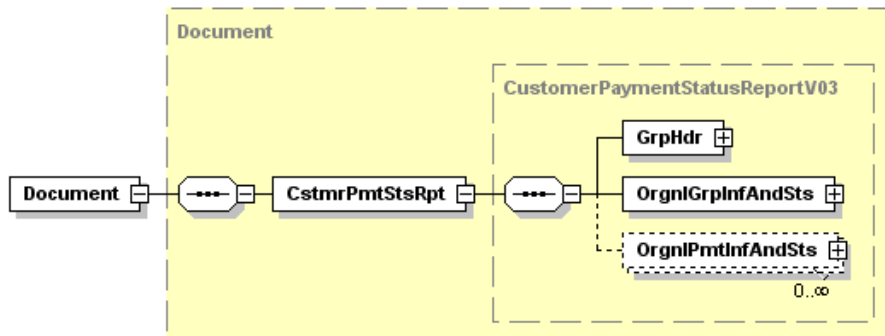 Document
CustomerPaymentStatusReportV03
GrpHdr
Document
CstmrPmtStsRpt
OrgnlGrpInfAndSts
OrgnlPmtInfAndSts
0..∞